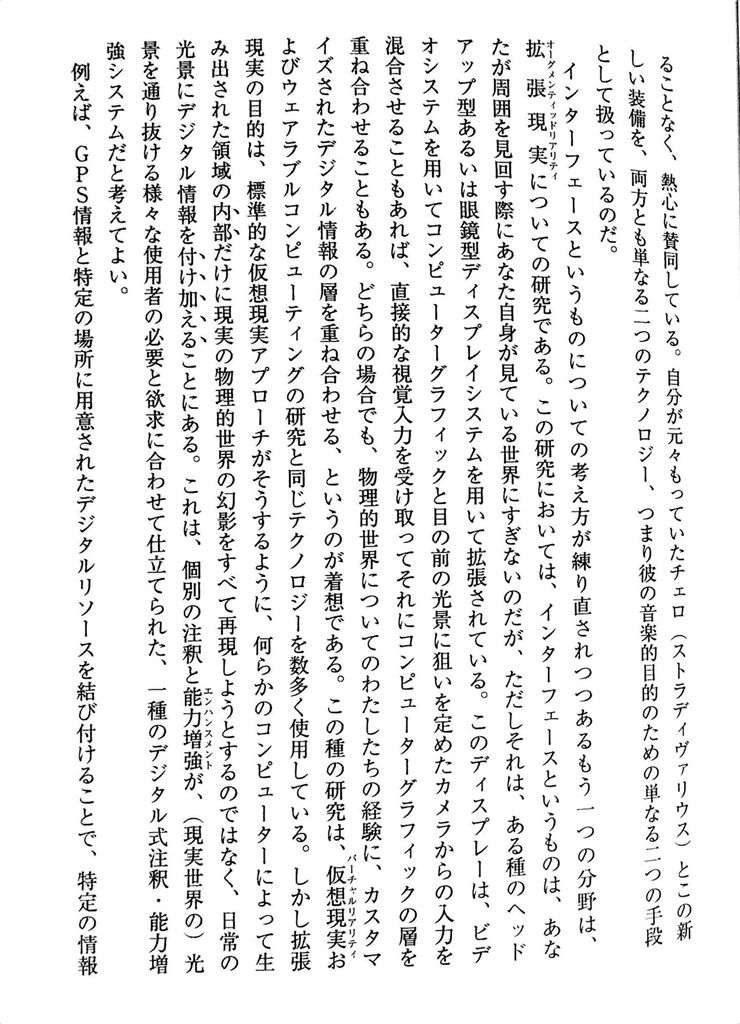 ることなく、熱心に賛同している。自分が元々もっていたチェロ（ストラディヴァリウス）とこの新
しい装備を、両方とも単なる二つのテクノロジー、つまり彼の音楽的目的のための単なる二つの手段
として扱っているのだ。
インターフェースというものについての考え方が練り直されつつあるもう一つの分野は、
拡張現実についての研究である。この研究においては、インターフェースというものは、あな
オーグメンティッドリアリティ
たが周囲を見回す際にあなた自身が見ている世界にすぎないのだが、ただしそれは、ある種のヘッド
アップ型あるいは眼鏡型ディスプレイシステムを用いて拡張されている。このディスプレーは、ビデ
オシステムを用いてコンピューターグラフィックと目の前の光景に狙いを定めたカメラからの入力を
混合させることもあれば、直接的な視覚入力を受け取ってそれにコンピューターグラフィックの層を
重ね合わせることもある。どちらの場合でも、物理的世界についてのわたしたちの経験に、カスタマ
イズされたデジタル情報の層を重ね合わせる、というのが着想である。この種の研究は、仮想現実お
バーチャルリアリティ
よびウェアラブルコンピューティングの研究と同じテクノロジーを数多く使用している。しかし拡張
現実の目的は、標準的な仮想現実アプローチがそうするように、何らかのコンピューターによって生
み出された領域の内部だけに現実の物理的世界の幻影をすべて再現しようとするのではなく、日常の
光景にデジタル情報を付け加えることにある。これは、個別の注釈と能力増強が、（現実世界の）光
エンハンスメント
景を通り抜ける様々な使用者の必要と欲求に合わせて仕立てられた、一種のデジタル式注釈・能力増
強システムだと考えてよい。
例えば、GPS情報と特定の場所に用意されたデジタルリソースを結び付けることで、特定の情報